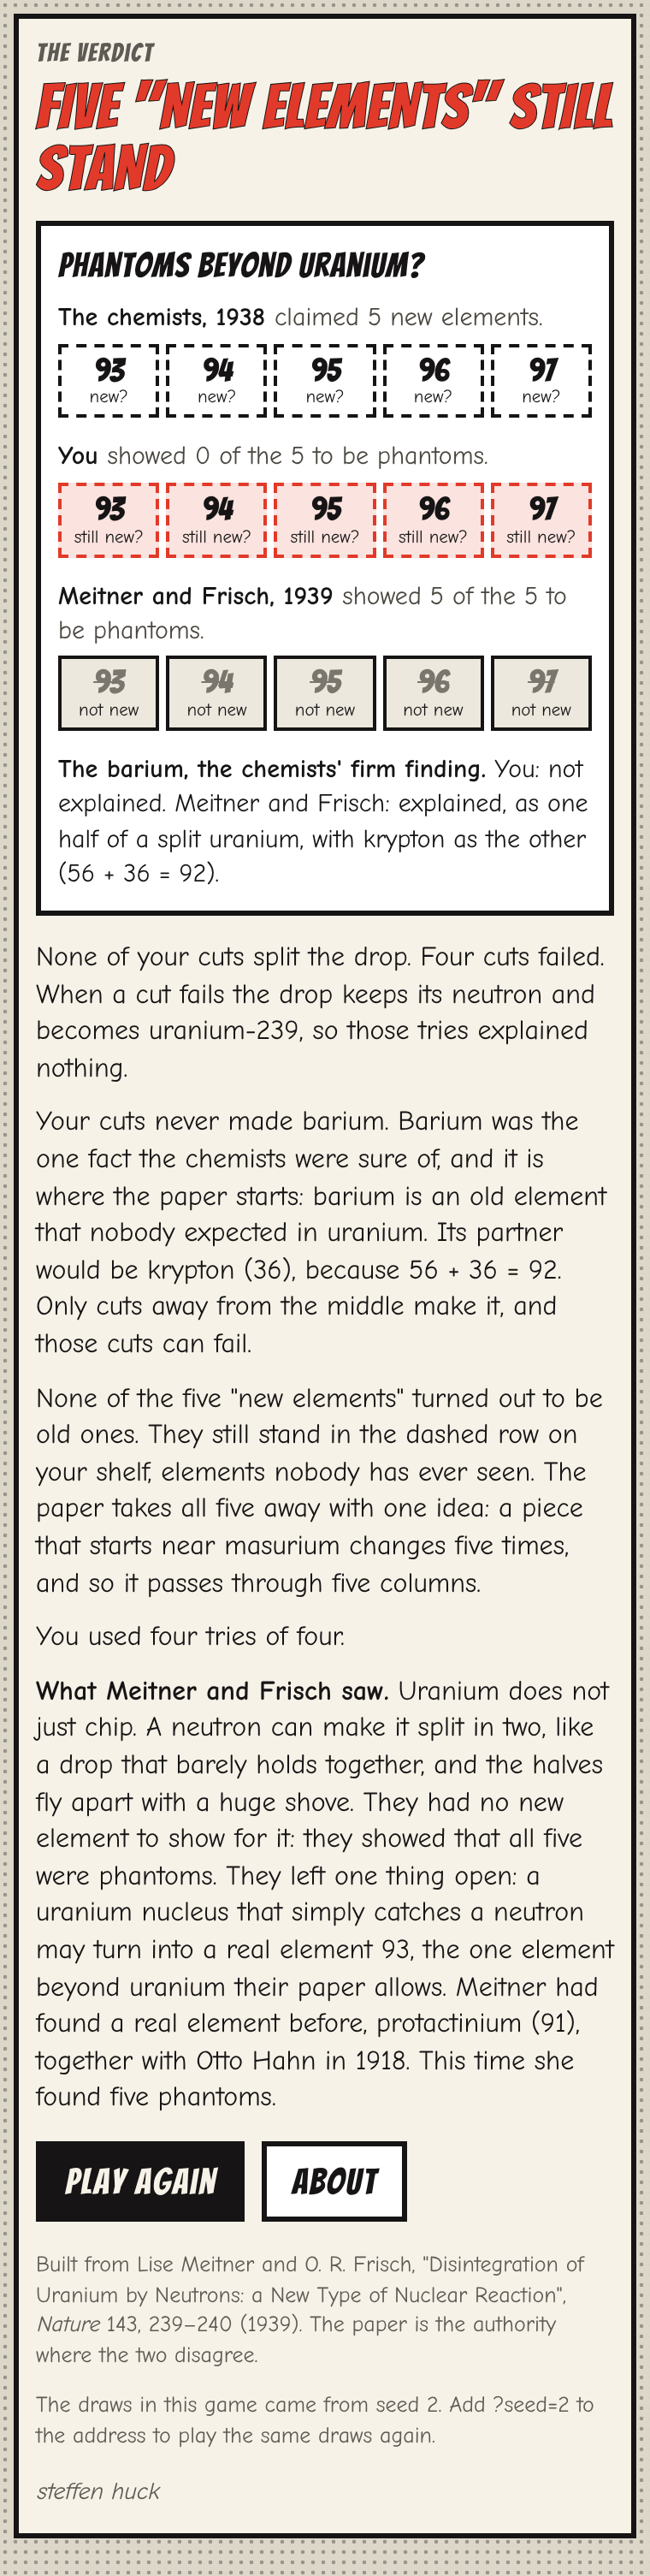 THE VERDICT
FIVE "NEW ELEMENTS" STILL
STAND
PHANTOMS BEYOND URANIUM?
The chemists, 1938 claimed 5 new elements.
93 94 95 96 97
new? new? new? new? new?
You showed 0 of the 5 to be phantoms.
93 94 95 96 97
still new? still new? still new? still new? still new?
Meitner and Frisch, 1939 showed 5 of the 5 to
be phantoms.
93 94 95 96 97
not new not new not new not new not new
The barium, the chemists' firm finding. You: not
explained. Meitner and Frisch: explained, as one
half of a split uranium, with krypton as the other
(56 + 36 = 92).
None of your cuts split the drop. Four cuts failed.
When a cut fails the drop keeps its neutron and
becomes uranium-239, so those tries explained
nothing.
Your cuts never made barium. Barium was the
one fact the chemists were sure of, and it is
where the paper starts: barium is an old element
that nobody expected in uranium. Its partner
would be krypton (36), because 56 + 36 = 92.
Only cuts away from the middle make it, and
those cuts can fail.
None of the five "new elements" turned out to be
old ones. They still stand in the dashed row on
your shelf, elements nobody has ever seen. The
paper takes all five away with one idea: a piece
that starts near masurium changes five times,
and so it passes through five columns.
You used four tries of four.
What Meitner and Frisch saw. Uranium does not
just chip. A neutron can make it split in two, like
a drop that barely holds together, and the halves
fly apart with a huge shove. They had no new
element to show for it: they showed that all five
were phantoms. They left one thing open: a
uranium nucleus that simply catches a neutron
may turn into a real element 93, the one element
beyond uranium their paper allows. Meitner had
found a real element before, protactinium (91),
together with Otto Hahn in 1918. This time she
found five phantoms.
PLAY AGAIN ABOUT
Built from Lise Meitner and O. R. Frisch, "Disintegration of
Uranium by Neutrons: a New Type of Nuclear Reaction",
Nature 143, 239–240 (1939). The paper is the authority
where the two disagree.
The draws in this game came from seed 2. Add ?seed=2 to
the address to play the same draws again.
steffen huck